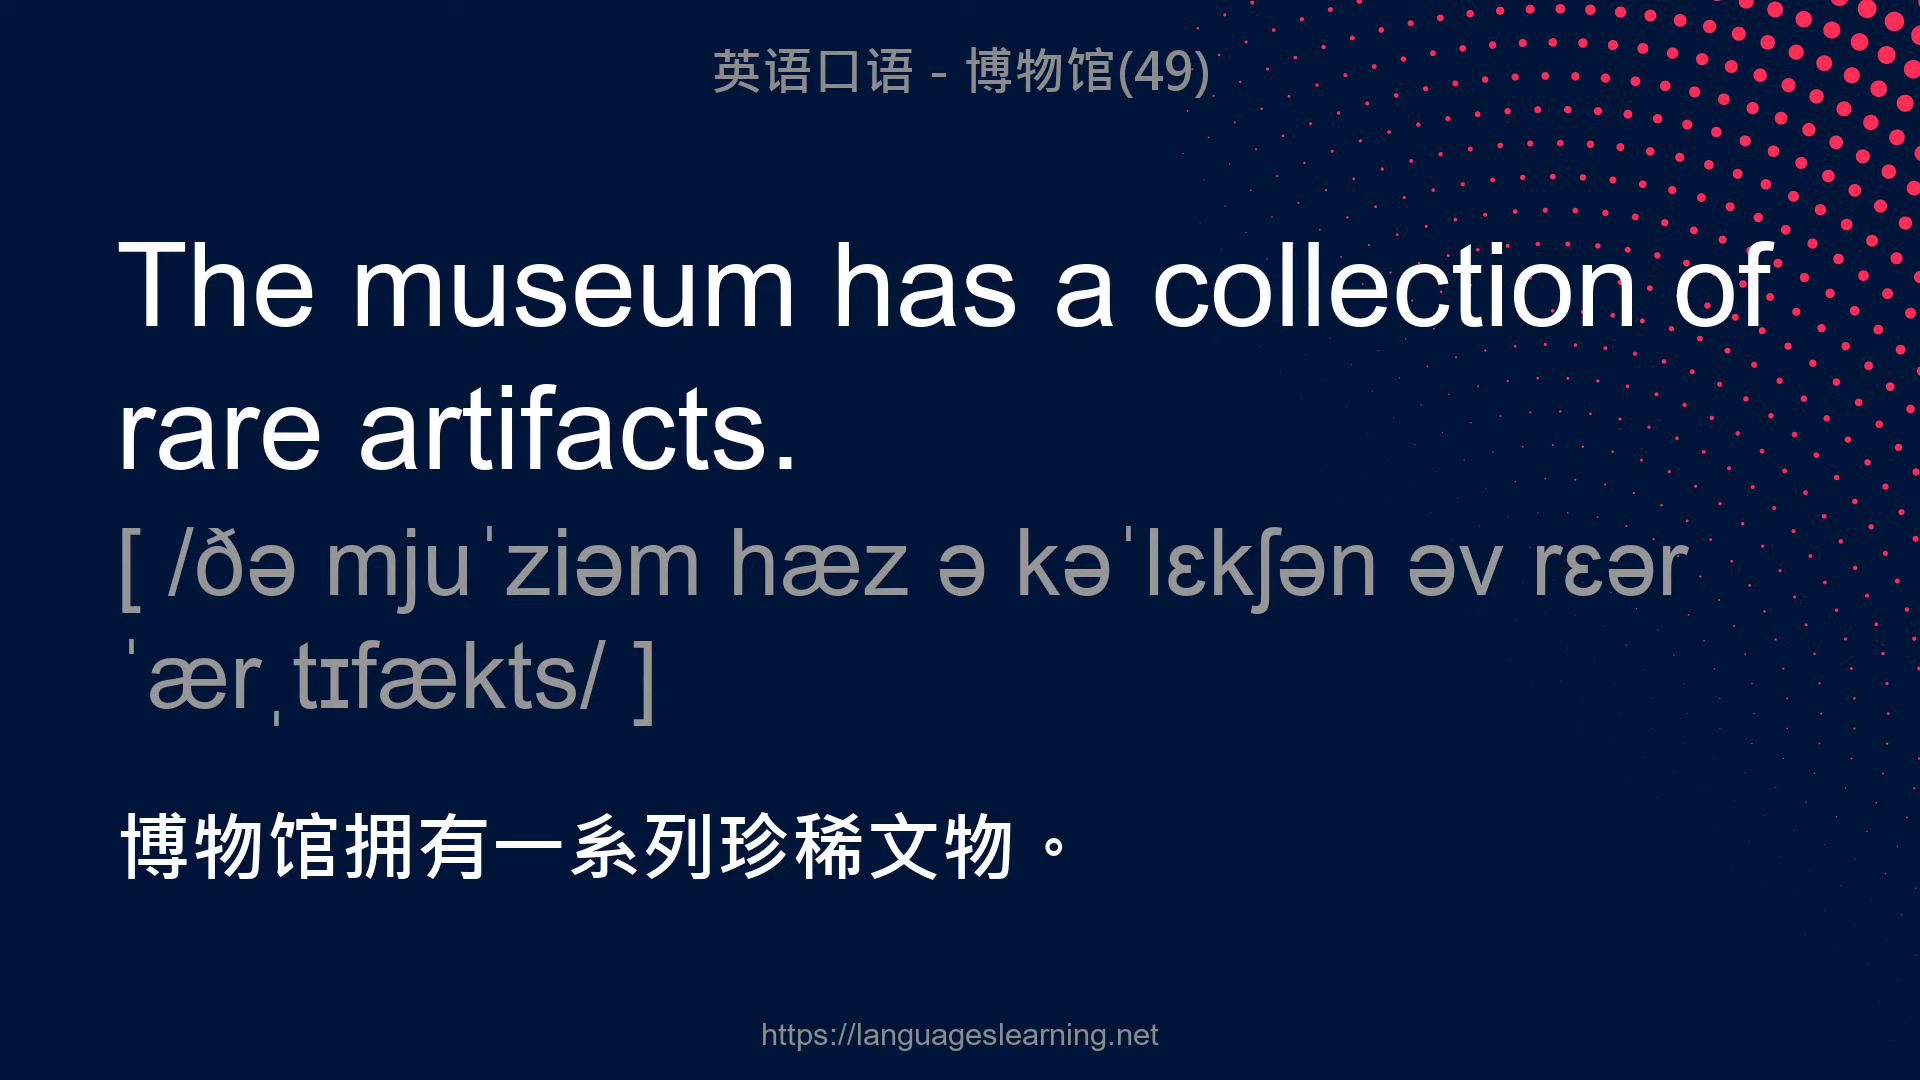 英语口语 - 博物馆(49)
The museum has a collection of
rare artifacts.
[ /ðə mjuˈziəm hæz ə kəˈlɛkʃən əv rɛər
ˈærˌtɪfækts/ ]
博物馆拥有一系列珍稀文物。
https://languageslearning.net